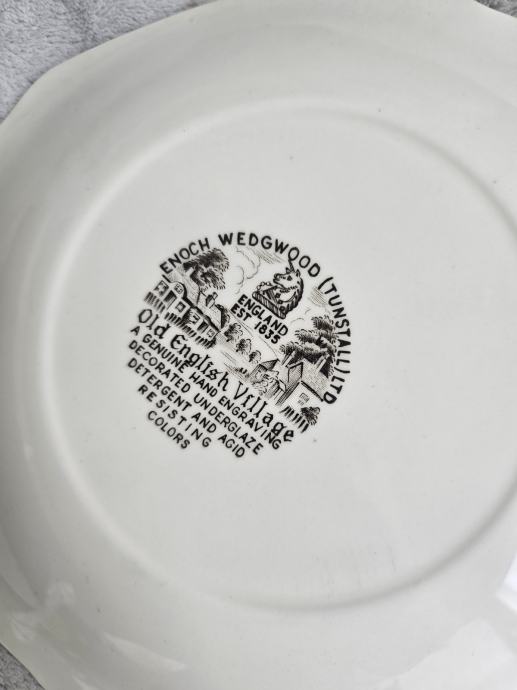 ENOCH WEDGWOOD (TUNSTALL) LTD
ENGLAND
EST 1835
Old English Village
A GENUINE HAND ENGRAVING
DECORATED UNDERGLAZE
DETERGENT AND ACID
RESISTING
COLORS